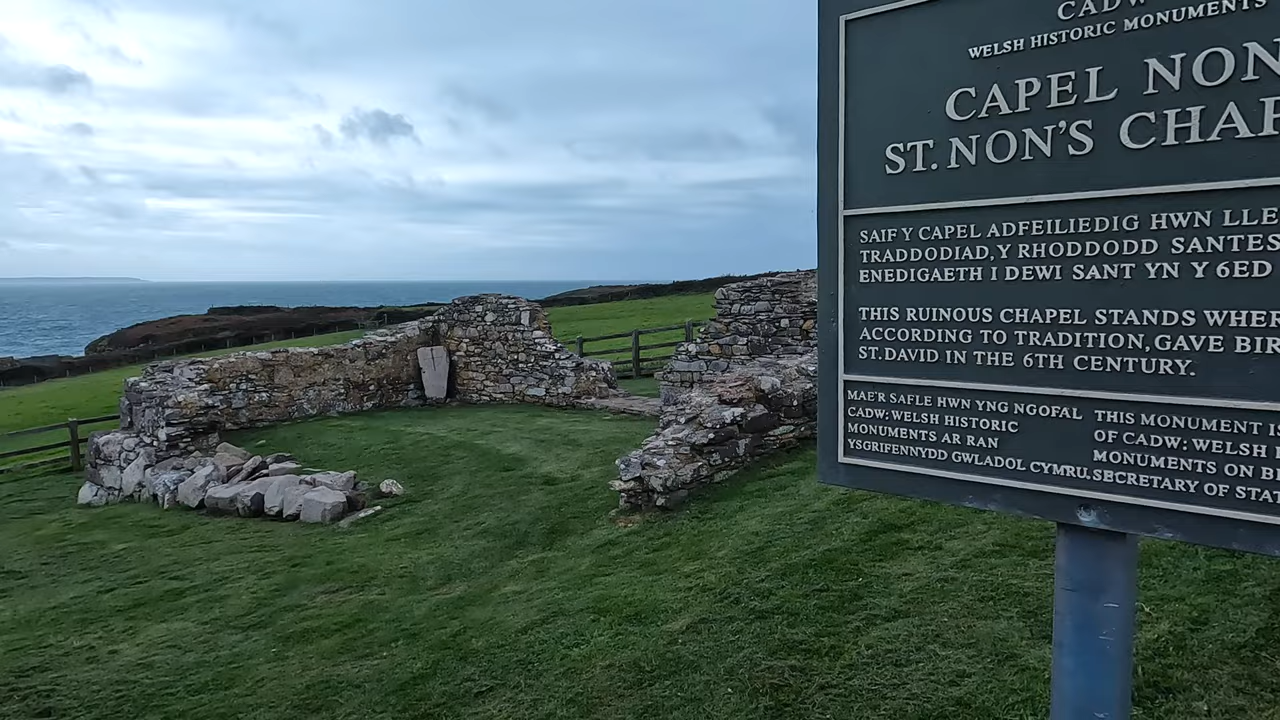 CADW
WELSH HISTORIC MONUMENTS
CAPEL NON
ST. NON'S CHAP
SAIF Y CAPEL ADFEILIEDIG HWN LLE
TRADDODIAD, Y RHODDODD SANTES
ENEDIGAETH I DEWI SANT YN Y 6ED
THIS RUINOUS CHAPEL STANDS WHER
ACCORDING TO TRADITION, GAVE BIR
ST. DAVID IN THE 6TH CENTURY.
MAE'R SAFLE HWN YNG NGOFAL
CADW: WELSH HISTORIC
MONUMENTS AR RAN
YSGRIFENNYDD GWLADOL CYMRU.
THIS MONUMENT IS
OF CADW: WELSH
MONUMENTS ON BE
SECRETARY OF STAT